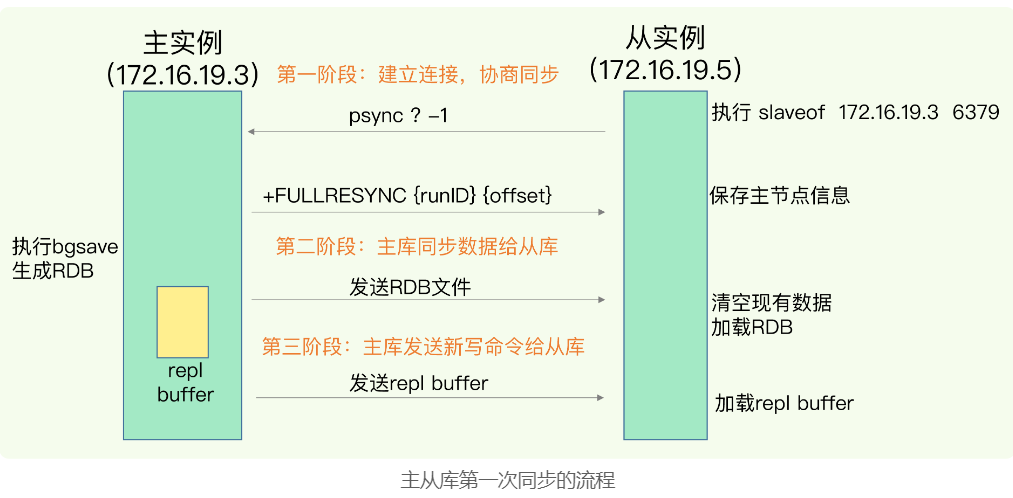 主实例
(172.16.19.3)
从实例
(172.16.19.5)
第一阶段：建立连接，协商同步
psync ? -1
执行 slaveof 172.16.19.3 6379
+FULLRESYNC {runID} {offset}
保存主节点信息
执行bgsave
生成RDB
第二阶段：主库同步数据给从库
发送RDB文件
清空现有数据
加载RDB
第三阶段：主库发送新写命令给从库
repl
buffer
发送repl buffer
加载repl buffer
主从库第一次同步的流程